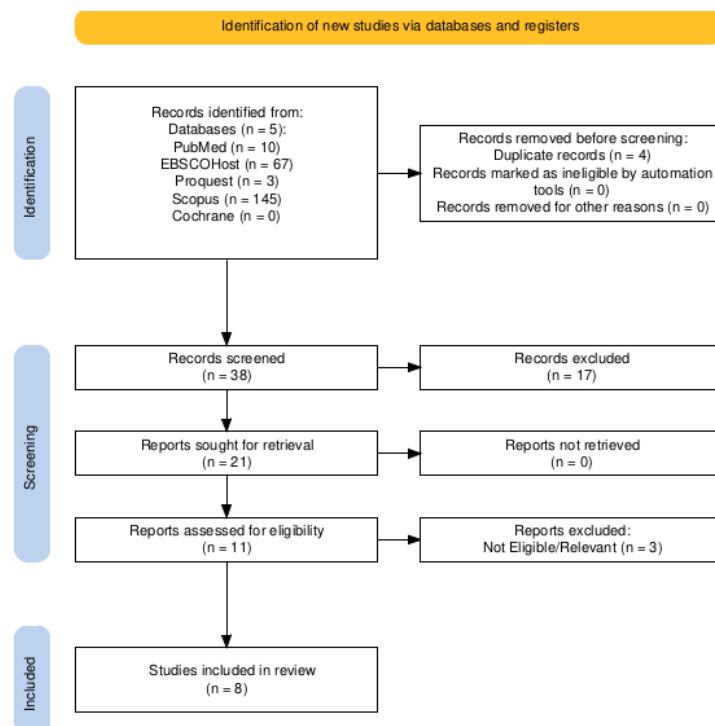 Identification of new studies via databases and registers
Identification
Records identified from:
Databases (n = 5):
PubMed (n = 10)
EBSCOHost (n = 67)
Proquest (n = 3)
Scopus (n = 145)
Cochrane (n = 0)
Records removed before screening:
Duplicate records (n = 4)
Records marked as ineligible by automation
tools (n = 0)
Records removed for other reasons (n = 0)
Screening
Records screened
(n = 38)
Records excluded
(n = 17)
Reports sought for retrieval
(n = 21)
Reports not retrieved
(n = 0)
Reports assessed for eligibility
(n = 11)
Reports excluded:
Not Eligible/Relevant (n = 3)
Included
Studies included in review
(n = 8)